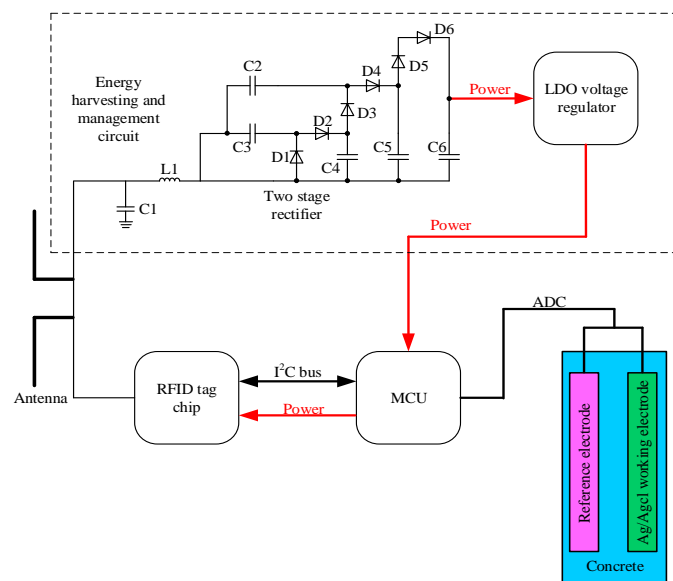 D6
Energy
harvesting and
management
circuit
C2
D4
D5
Power
LDO voltage
regulator
D3
D2
C3
D1
C4
C5
C6
L1
Two stage
rectifier
C1
Power
ADC
Antenna
RFID tag
chip
I²C bus
Power
MCU
Reference electrode
Ag/Agcl working electrode
Concrete